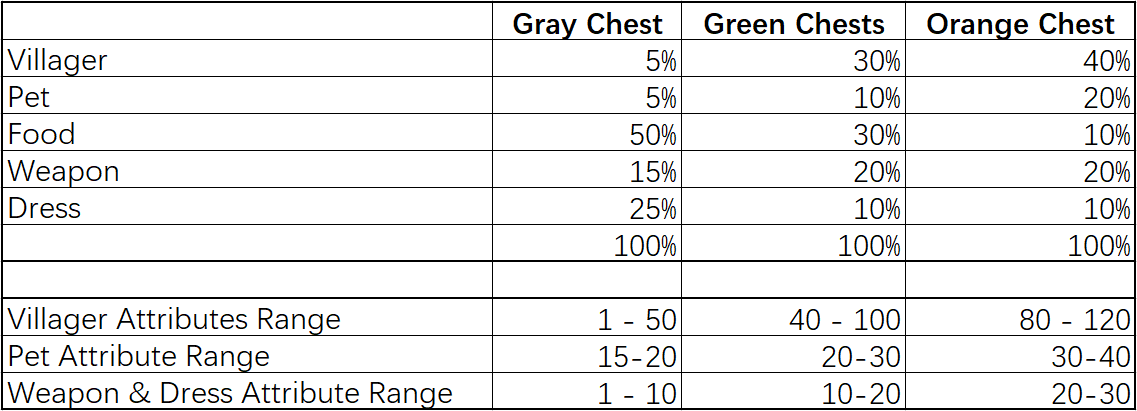 Gray Chest Green Chests Orange Chest
Villager 5% 30% 40%
Pet 5% 10% 20%
Food 50% 30% 10%
Weapon 15% 20% 20%
Dress 25% 10% 10%
100% 100% 100%
Villager Attributes Range 1 - 50 40 - 100 80 - 120
Pet Attribute Range 15-20 20-30 30-40
Weapon & Dress Attribute Range 1 - 10 10-20 20-30